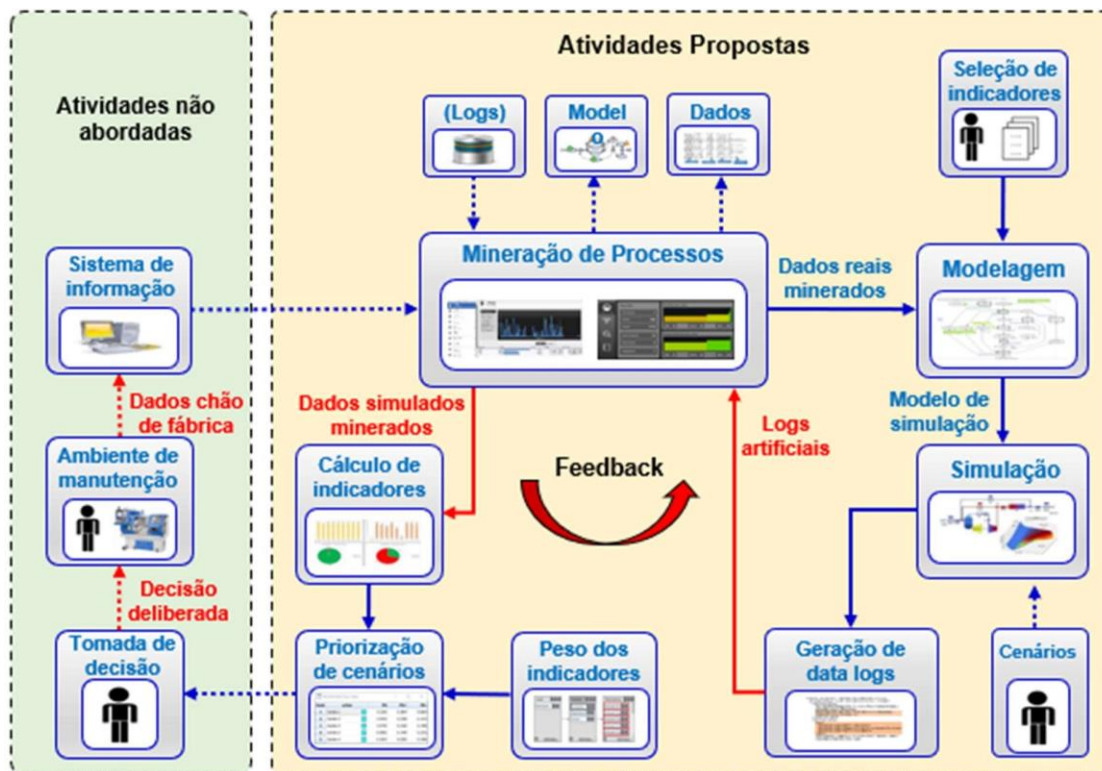 Atividades não
abordadas
Sistema de
informação
Dados chão
de fábrica
Ambiente de
manutenção
Decisão
deliberada
Tomada de
decisão
Atividades Propostas
(Logs)
Model
Dados
Seleção de
indicadores
Mineração de Processos
Dados reais
minerados
Modelagem
Dados simulados
minerados
Logs
artificiais
Modelo de
simulação
Cálculo de
indicadores
Feedback
Simulação
Priorização
de cenários
Peso dos
indicadores
Geração de
data logs
Cenários